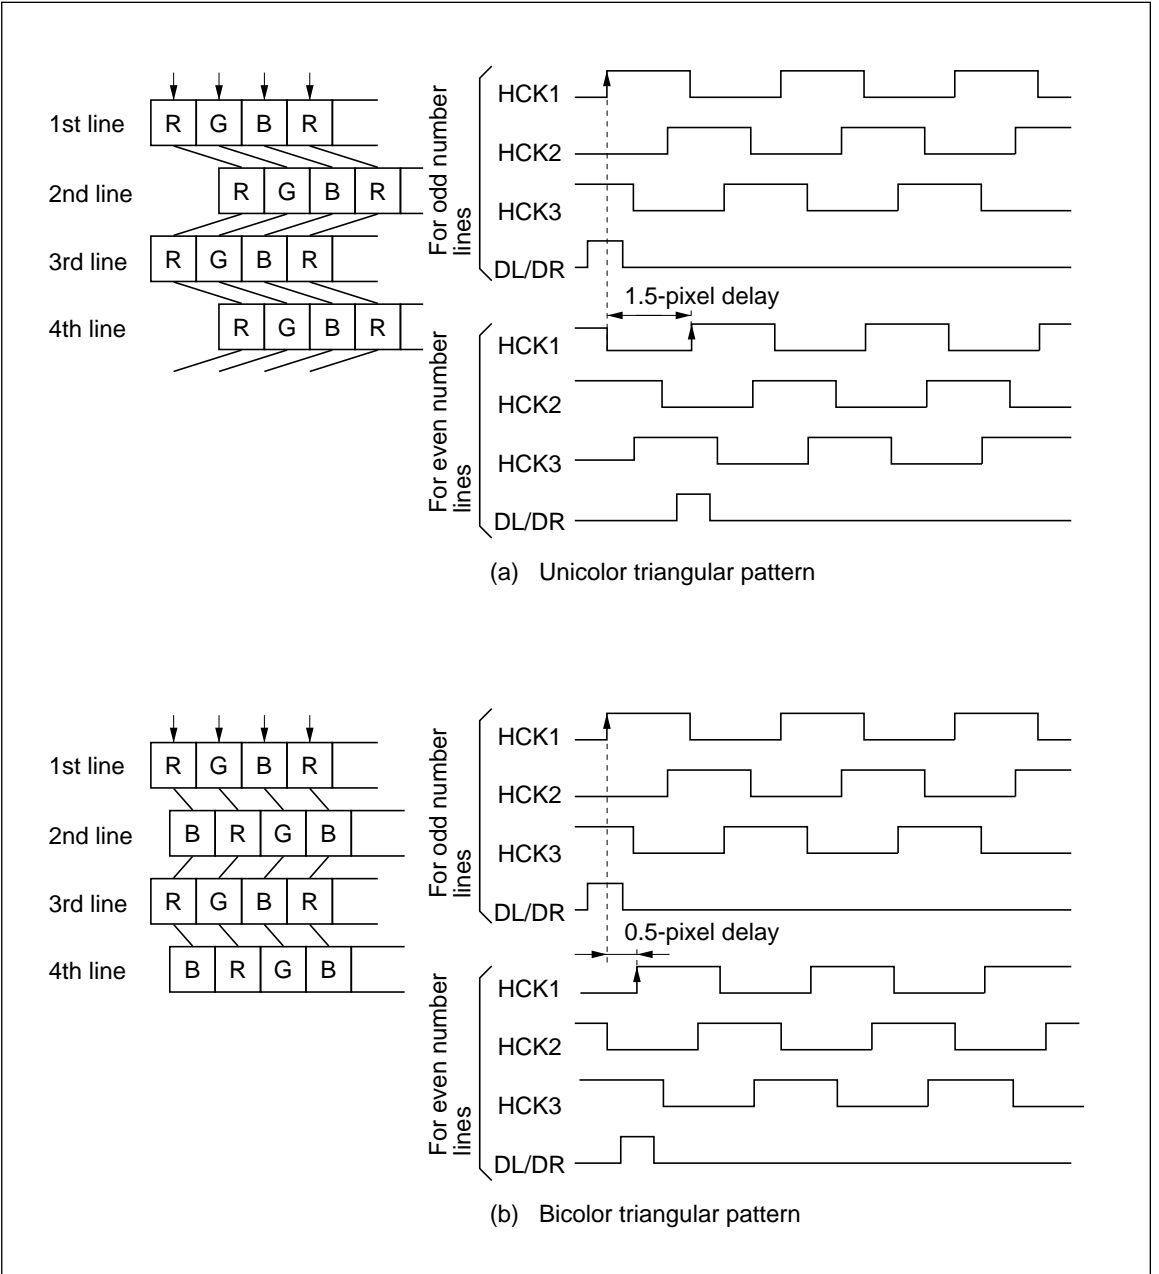 1st line R G B R
2nd line R G B R
3rd line R G B R
4th line R G B R
For odd number
lines
HCK1
HCK2
HCK3
DL/DR
1.5-pixel delay
For even number
lines
HCK1
HCK2
HCK3
DL/DR
(a) Unicolor triangular pattern
1st line R G B R
2nd line B R G B
3rd line R G B R
4th line B R G B
For odd number
lines
HCK1
HCK2
HCK3
DL/DR
0.5-pixel delay
For even number
lines
HCK1
HCK2
HCK3
DL/DR
(b) Bicolor triangular pattern